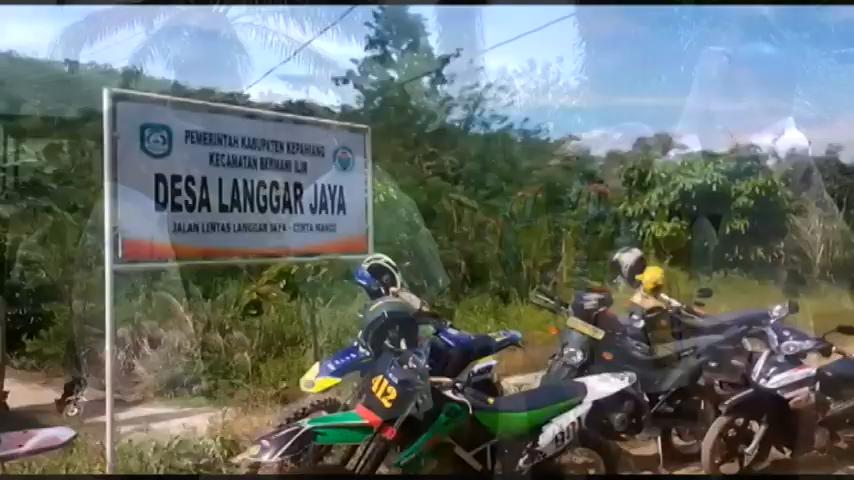 PEMERINTAH KABUPATEN KEPAHIANG
KECAMATAN BERMANI ILIR
DESA LANGGAR JAYA
JALAN LINTAS LANGGAR JAYA - CINTA MANDI
412